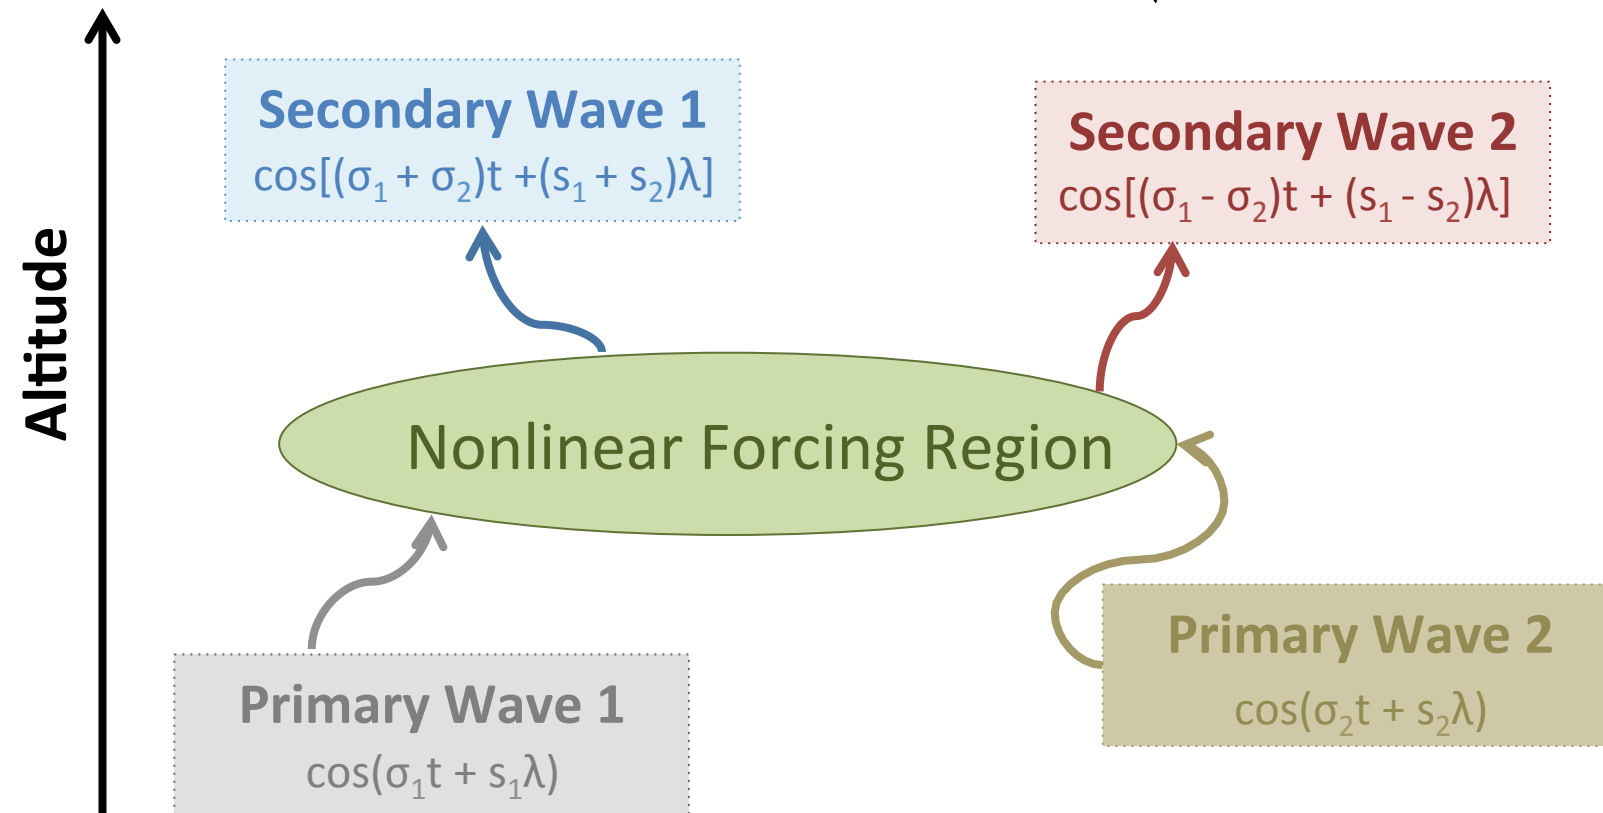 Altitude
Secondary Wave 1
cos[(σ₁ + σ₂)t +(s₁ + s₂)λ]
Secondary Wave 2
cos[(σ₁ - σ₂)t + (s₁ - s₂)λ]
Nonlinear Forcing Region
Primary Wave 1
cos(σ₁t + s₁λ)
Primary Wave 2
cos(σ₂t + s₂λ)